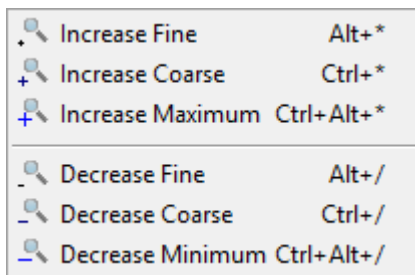 Increase Fine Alt+*
Increase Coarse Ctrl+*
Increase Maximum Ctrl+Alt+*
Decrease Fine Alt+/
Decrease Coarse Ctrl+/
Decrease Minimum Ctrl+Alt+/